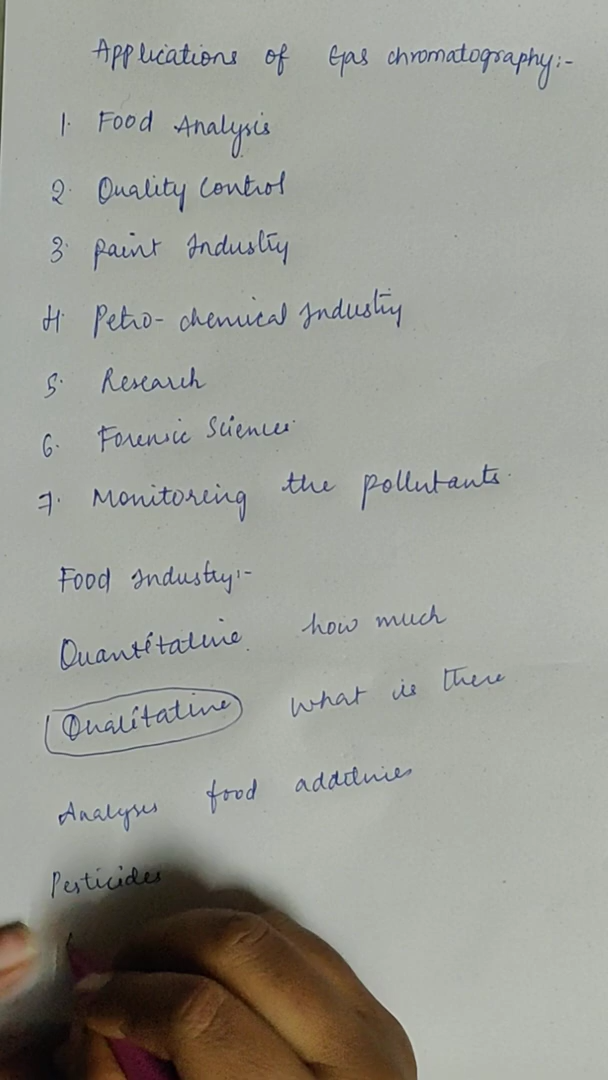 Applications of Gas chromatography:-
1. Food Analysis
2. Quality Control
3. paint Industry
4. Petro-chemical Industry
5. Research
6. Forensic Sciences.
7. Monitoring the pollutants.
Food Industry:-
Quantitative. how much
Qualitative what is there
Analyses food additives
Pesticides